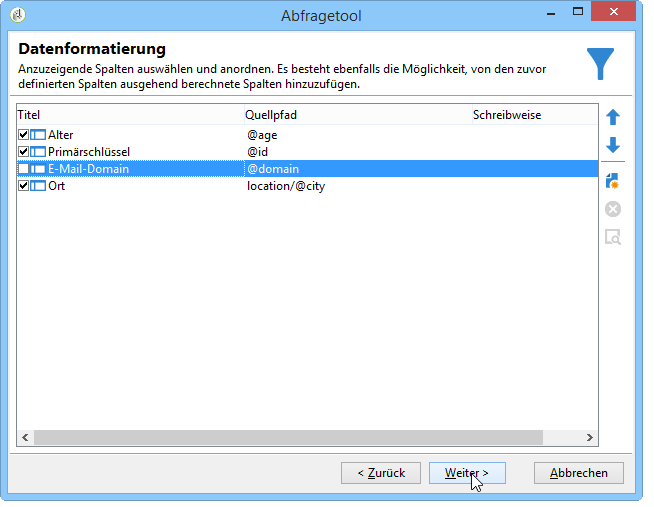 Abfragetool
Datenformatierung
Anzuzeigende Spalten auswählen und anordnen. Es besteht ebenfalls die Möglichkeit, von den zuvor
definierten Spalten ausgehend berechnete Spalten hinzuzufügen.
Titel Quellpfad Schreibweise
Alter @age
Primärschlüssel @id
E-Mail-Domain @domain
Ort location/@city
< Zurück Weiter > Abbrechen